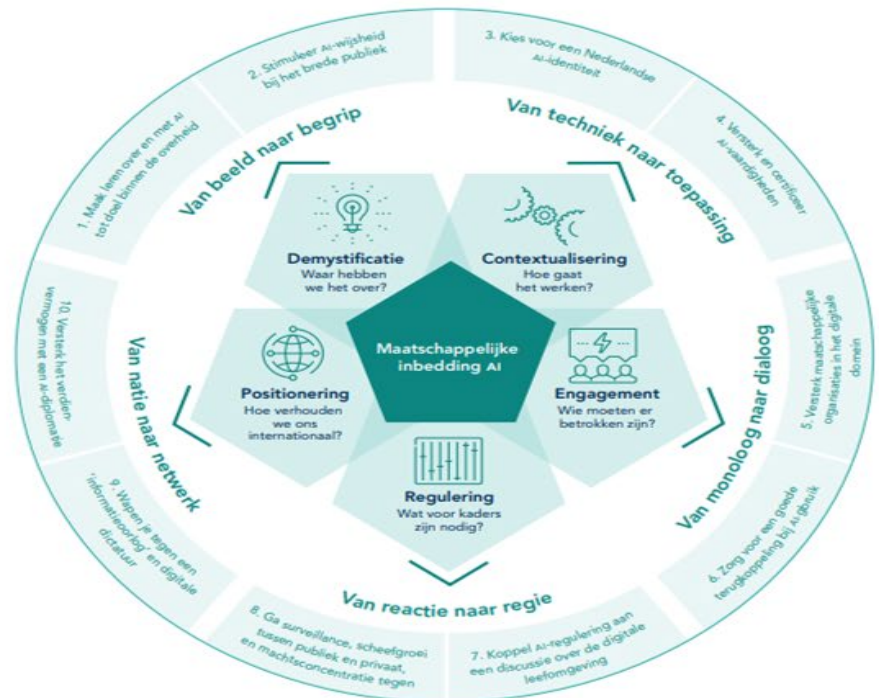 1. Maak leren over en met AI
tot doel binnen de overheid
2. Stimuleer AI-wijsheid
bij het brede publiek
3. Kies voor een Nederlandse
AI-identiteit
4. Versterk en certificeer
AI-vaardigheden
5. Versterk maatschappelijke
organisaties in het digitale
domein
6. Zorg voor een goede
terugkoppeling bij AI gbruik
7. Koppel AI-regulering aan
een discussie over de digitale
leefomgeving
8. Ga surveillance, scheefgroei
tussen publiek en privaat,
en machtsconcentratie tegen
9. Wapen je tegen een
'informatieoorlog' en digitale
dictatuur
10. Versterk het verdien-
vermogen met een AI-diplomatie
Van beeld naar begrip
Van techniek naar toepassing
Van monoloog naar dialoog
Van reactie naar regie
Van natie naar netwerk
Demystificatie
Waar hebben
we het over?
Contextualisering
Hoe gaat
het werken?
Engagement
Wie moeten er
betrokken zijn?
Regulering
Wat voor kaders
zijn nodig?
Positionering
Hoe verhouden
we ons
internationaal?
Maatschappelijke
inbedding AI